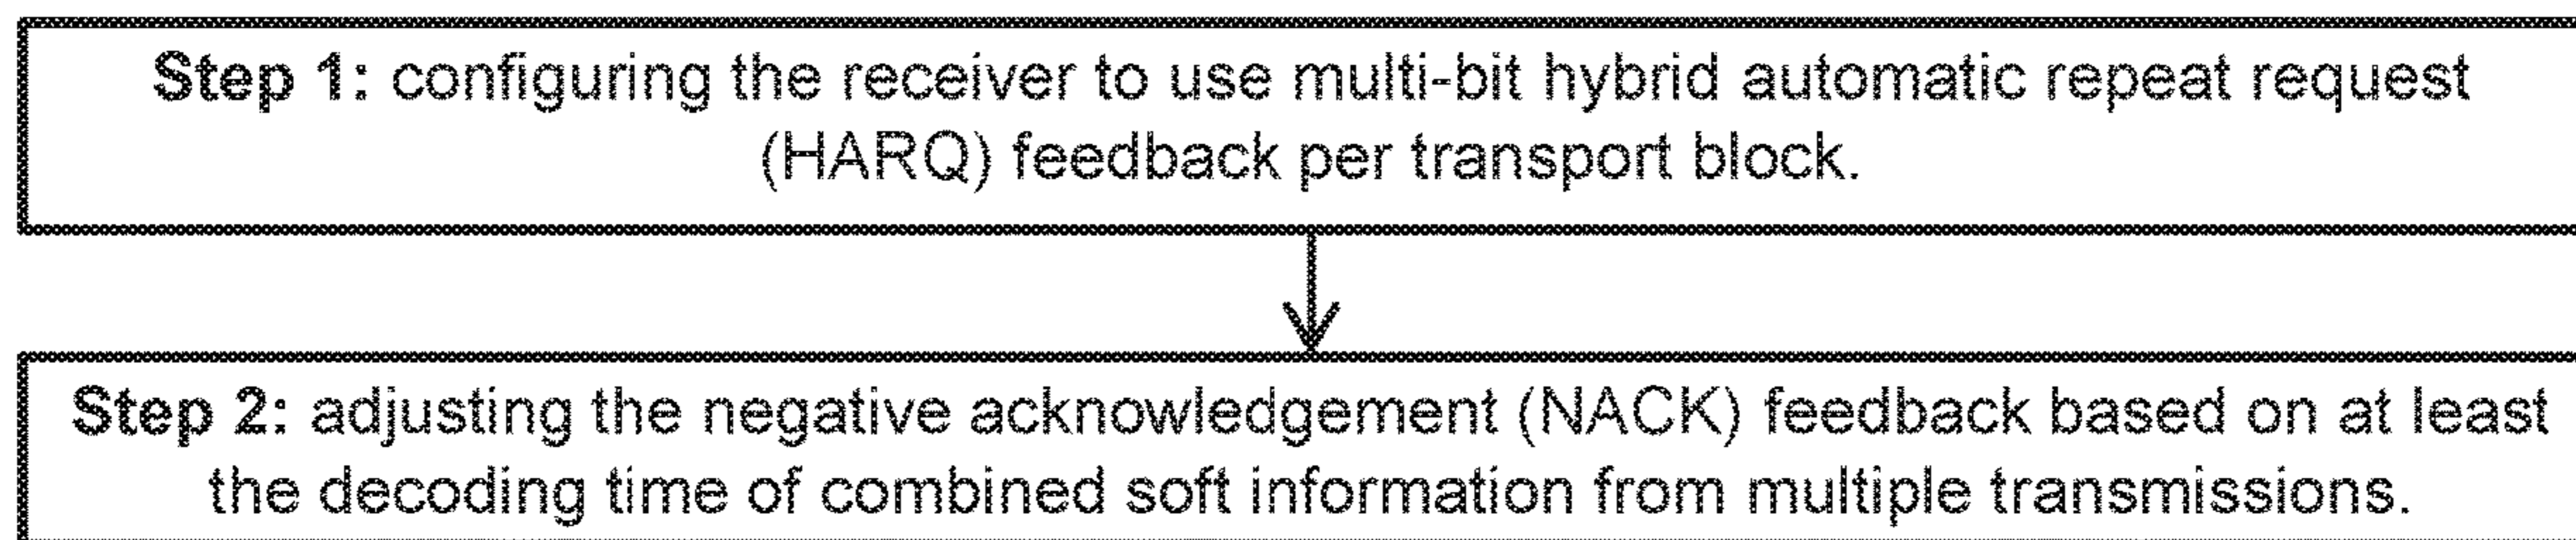 Step 1: configuring the receiver to use multi-bit hybrid automatic repeat request
(HARQ) feedback per transport block.
Step 2: adjusting the negative acknowledgement (NACK) feedback based on at least
the decoding time of combined soft information from multiple transmissions.